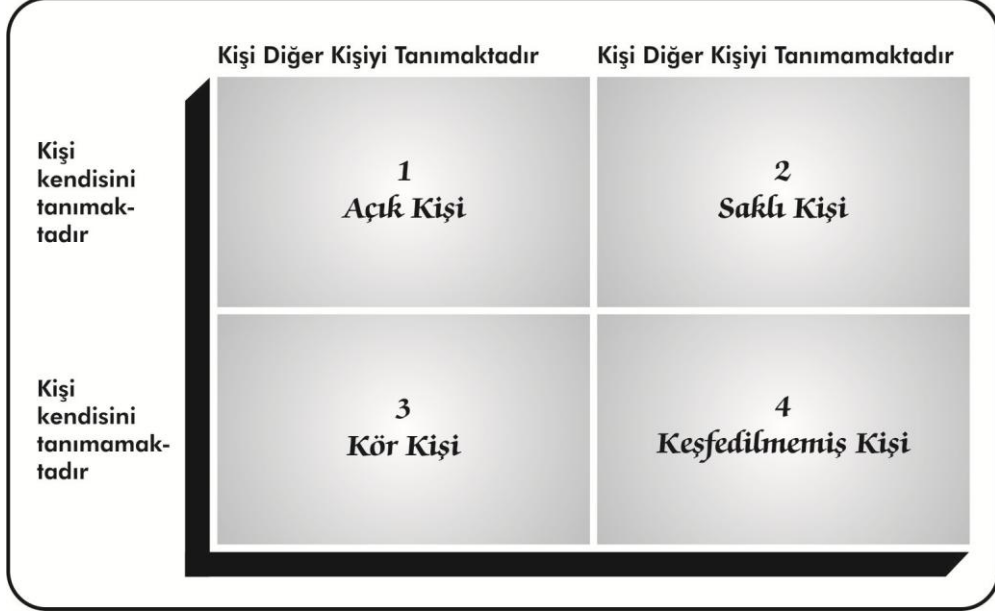 Kişi Diğer Kişiyi Tanımaktadır
Kişi Diğer Kişiyi Tanımamaktadır
Kişi
kendisini
tanımak-
tadır
1
Açık Kişi
2
Saklı Kişi
Kişi
kendisini
tanımamak-
tadır
3
Kör Kişi
4
Keşfedilmemiş Kişi